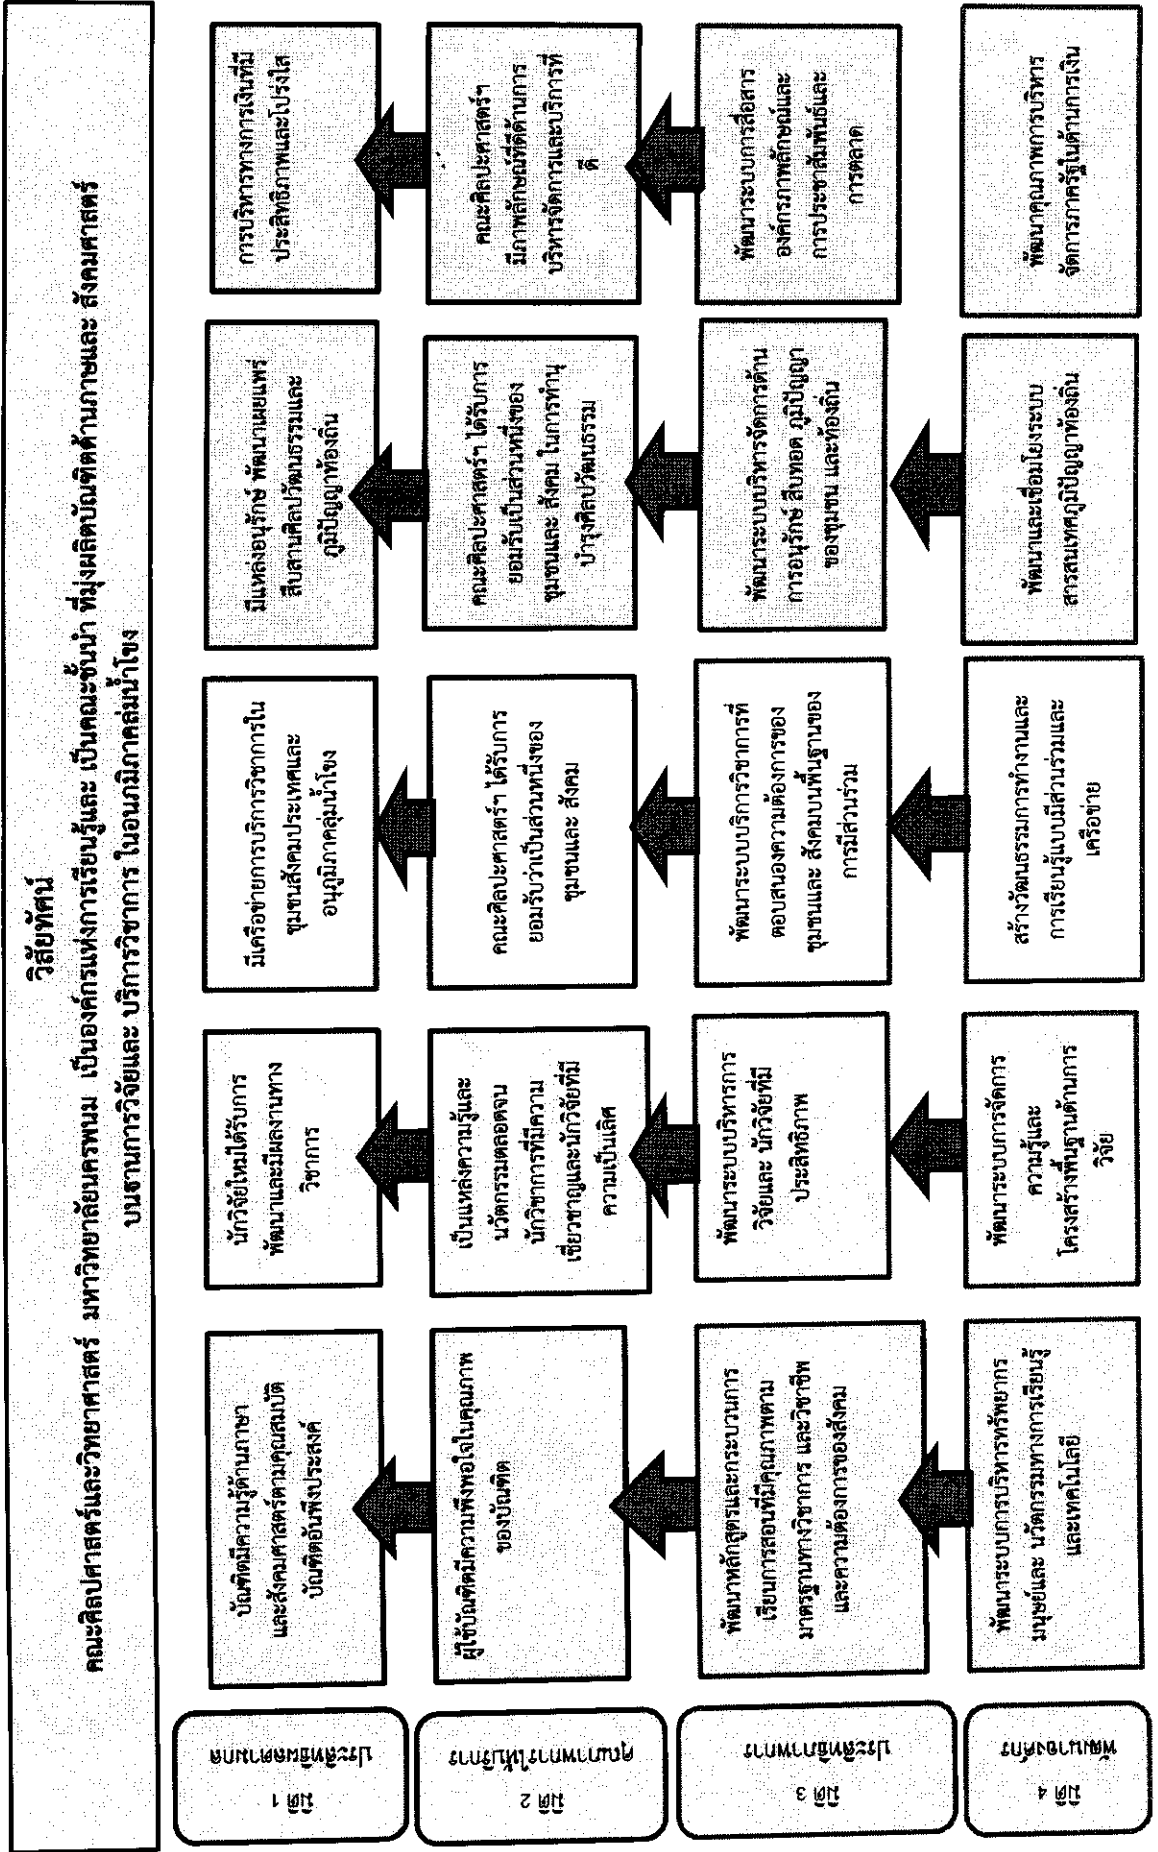 วิสัยทัศน์
คณะศิลปศาสตร์และวิทยาศาสตร์ มหาวิทยาลัยนครพนม เป็นองค์กรแห่งการเรียนรู้และ เป็นคณะชั้นนำ ที่มุ่งผลิตบัณฑิตด้านภาษและ สังคมศาสตร์
บนฐานการวิจัยและ บริการวิชาการ ในอนภมิภาคลุ่มน้ำโขง
มิติ 1
ประสิทธิผลตามกล
บัณฑิตมีความรู้ด้านภาษา
และสังคมศาสตร์ตามคุณสมบัติ
บัณฑิตอันพึงประสงค์
นักวิจัยใหม่ได้รับการ
พัฒนาและมีผลงานทาง
วิชาการ
มีเครือข่ายการบริการวิชาการใน
ชุมชนสังคมประเทศและ
อนุภูมิภาคลุ่มน้ำโขง
มีแหล่งอนุรักษ์ พัฒนาเผยแพร่
สืบสานศิลปวัฒนธรรมและ
ภูมิปัญญาท้องถิ่น
การบริหารทางการเงินที่มี
ประสิทธิภาพและโปร่งใส
มิติ 2
คุณภาพการให้บริการ
ผู้ใช้บัณฑิตมีความพึงพอใจในคุณภาพ
ของบัณฑิต
เป็นแหล่งความรู้และ
นวัตกรรมตลอดจน
นักวิชาการที่มีความ
เชี่ยวชาญและนักวิจัยที่มี
ความเป็นเลิศ
คณะศิลปะศาสตร์ฯ ได้รับการ
ยอมรับว่าเป็นส่วนหนึ่งของ
ชุมชนและ สังคม
คณะศิลปะศาสตร์ฯ ได้รับการ
ยอมรับเป็นส่วนหนึ่งของ
ชุมชนและ สังคม ในการทำนุ
บำรุงศิลปวัฒนธรรม
คณะศิลปะศาสตร์ฯ
มีภาพลักษณ์ที่ดีด้านการ
บริหารจัดการและบริการที่
ดี
มิติ 3
ประสิทธิภาพการ
พัฒนาหลักสูตรและกระบวนการ
เรียนการสอนที่มีคุณภาพตาม
มาตรฐานทางวิชาการ และวิชาชีพ
และความต้องการของสังคม
พัฒนาระบบบริหารการ
วิจัยและ นักวิจัยที่มี
ประสิทธิภาพ
พัฒนาระบบบริการวิชาการที่
ตอบสนองความต้องการของ
ชุมชนและ สังคมบนพื้นฐานของ
การมีส่วนร่วม
พัฒนาระบบบริหารจัดการด้าน
การอนุรักษ์ สืบทอด ภูมิปัญญา
ของชุมชน และท้องถิ่น
พัฒนาระบบการสื่อสาร
องค์กรภาพลักษณ์และ
การประชาสัมพันธ์และ
การตลาด
มิติ 4
พัฒนาองค์กร
พัฒนาระบบการบริหารทรัพยากร
มนุษย์และ นวัตกรรมทางการเรียนรู้
และเทคโนโลยี
พัฒนาระบบการจัดการ
ความรู้และ
โครงสร้างพื้นฐานด้านการ
วิจัย
สร้างวัฒนธรรมการทำงานและ
การเรียนรู้แบบมีส่วนร่วมและ
เครือข่าย
พัฒนาและเชื่อมโยงระบบ
สารสนเทศภูมิปัญญาท้องถิ่น
พัฒนาคุณภาพการบริหาร
จัดการภาครัฐในด้านการเงิน